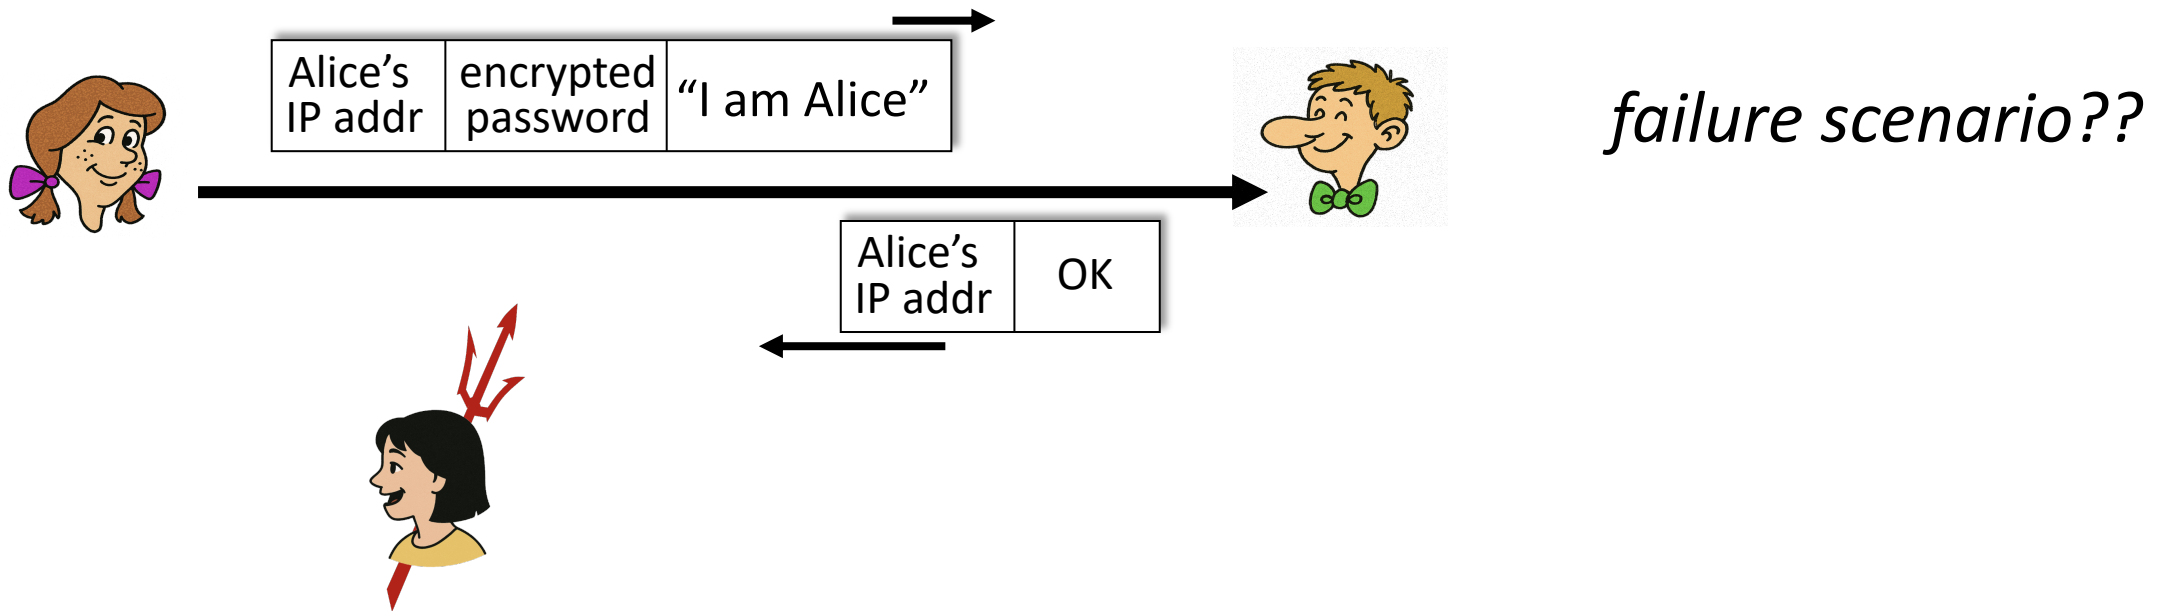 Alice’s
IP addr
encrypted
password
“I am Alice”
failure scenario??
Alice’s
IP addr
OK